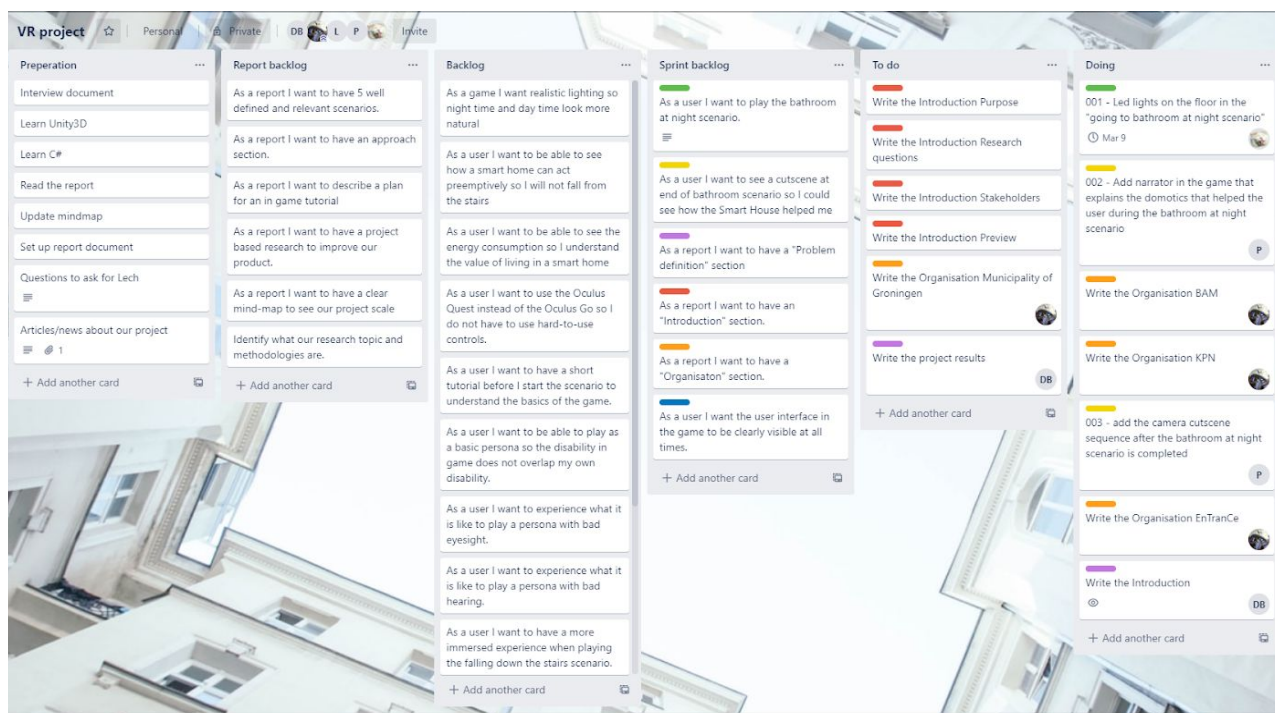 VR project
Personal
Private
DB
L
P
Invite
Preperation
Interview document
Learn Unity3D
Learn C#
Read the report
Update mindmap
Set up report document
Questions to ask for Lech
Articles/news about our project
1
+ Add another card
Report backlog
As a report I want to have 5 well
defined and relevant scenarios.
As a report I want to have an approach
section.
As a report I want to describe a plan
for an in game tutorial
As a report I want to have a project
based research to improve our
product.
As a report I want to have a clear
mind-map to see our project scale
Identify what our research topic and
methodologies are.
+ Add another card
Backlog
As a game I want realistic lighting so
night time and day time look more
natural
As a user I want to be able to see
how a smart home can act
preemptively so I will not fall from
the stairs
As a user I want to be able to see the
energy consumption so I understand
the value of living in a smart home
As a user I want to use the Oculus
Quest instead of the Oculus Go so I
do not have to use hard-to-use
controls.
As a user I want to have a short
tutorial before I start the scenario to
understand the basics of the game.
As a user I want to be able to play as
a basic persona so the disability in
game does not overlap my own
disability.
As a user I want to experience what it
is like to play a persona with bad
eyesight.
As a user I want to experience what it
is like to play a persona with bad
hearing.
As a user I want to have a more
immersed experience when playing
the falling down the stairs scenario.
+ Add another card
Sprint backlog
As a user I want to play the bathroom
at night scenario.
As a user I want to see a cutscene at
end of bathroom scenario so I could
see how the Smart House helped me
As a report I want to have a "Problem
definition" section
As a report I want to have an
"Introduction" section.
As a report I want to have a
"Organisaton" section.
As a user I want the user interface in
the game to be clearly visible at all
times.
+ Add another card
To do
Write the Introduction Purpose
Write the Introduction Research
questions
Write the Introduction Stakeholders
Write the Introduction Preview
Write the Organisation Municipality of
Groningen
Write the project results
DB
+ Add another card
Doing
001 - Led lights on the floor in the
"going to bathroom at night scenario"
Mar 9
002 - Add narrator in the game that
explains the domotics that helped the
user during the bathroom at night
scenario
P
Write the Organisation BAM
Write the Organisation KPN
003 - add the camera cutscene
sequence after the bathroom at night
scenario is completed
P
Write the Organisation EnTranCe
Write the Introduction
DB
+ Add another card